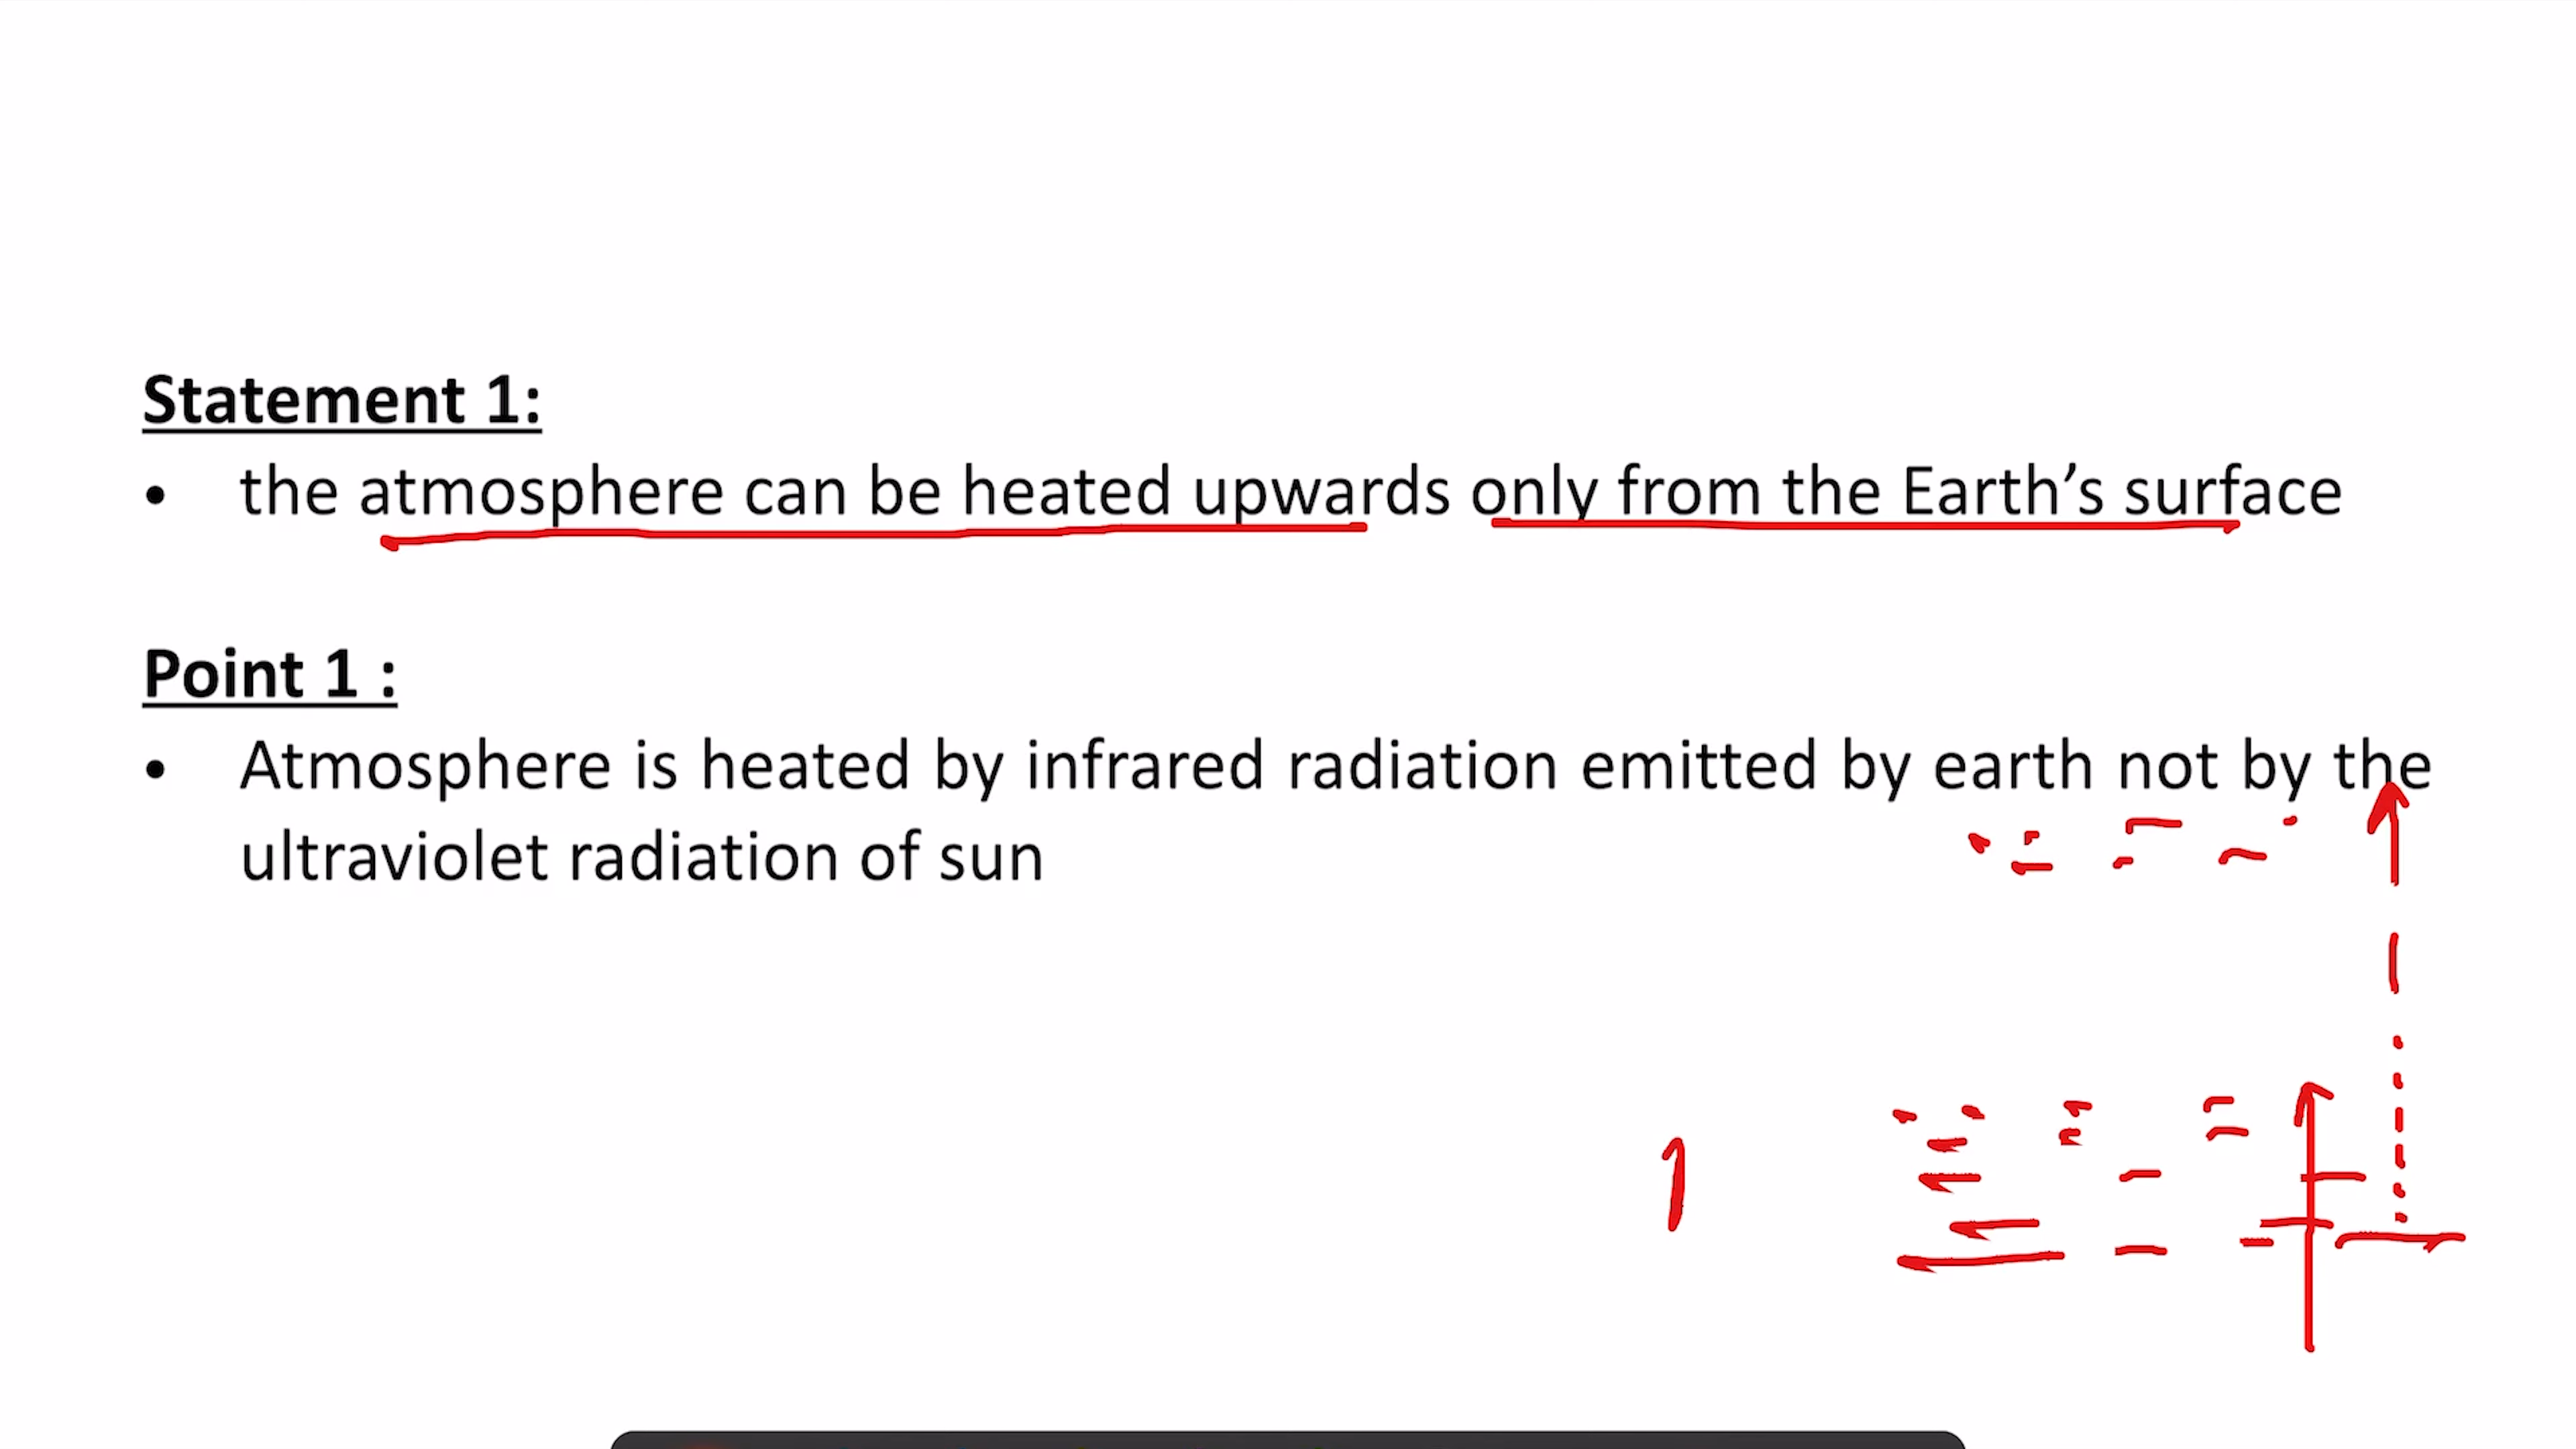 Statement 1:
• the atmosphere can be heated upwards only from the Earth’s surface
Point 1 :
• Atmosphere is heated by infrared radiation emitted by earth not by the
ultraviolet radiation of sun
1